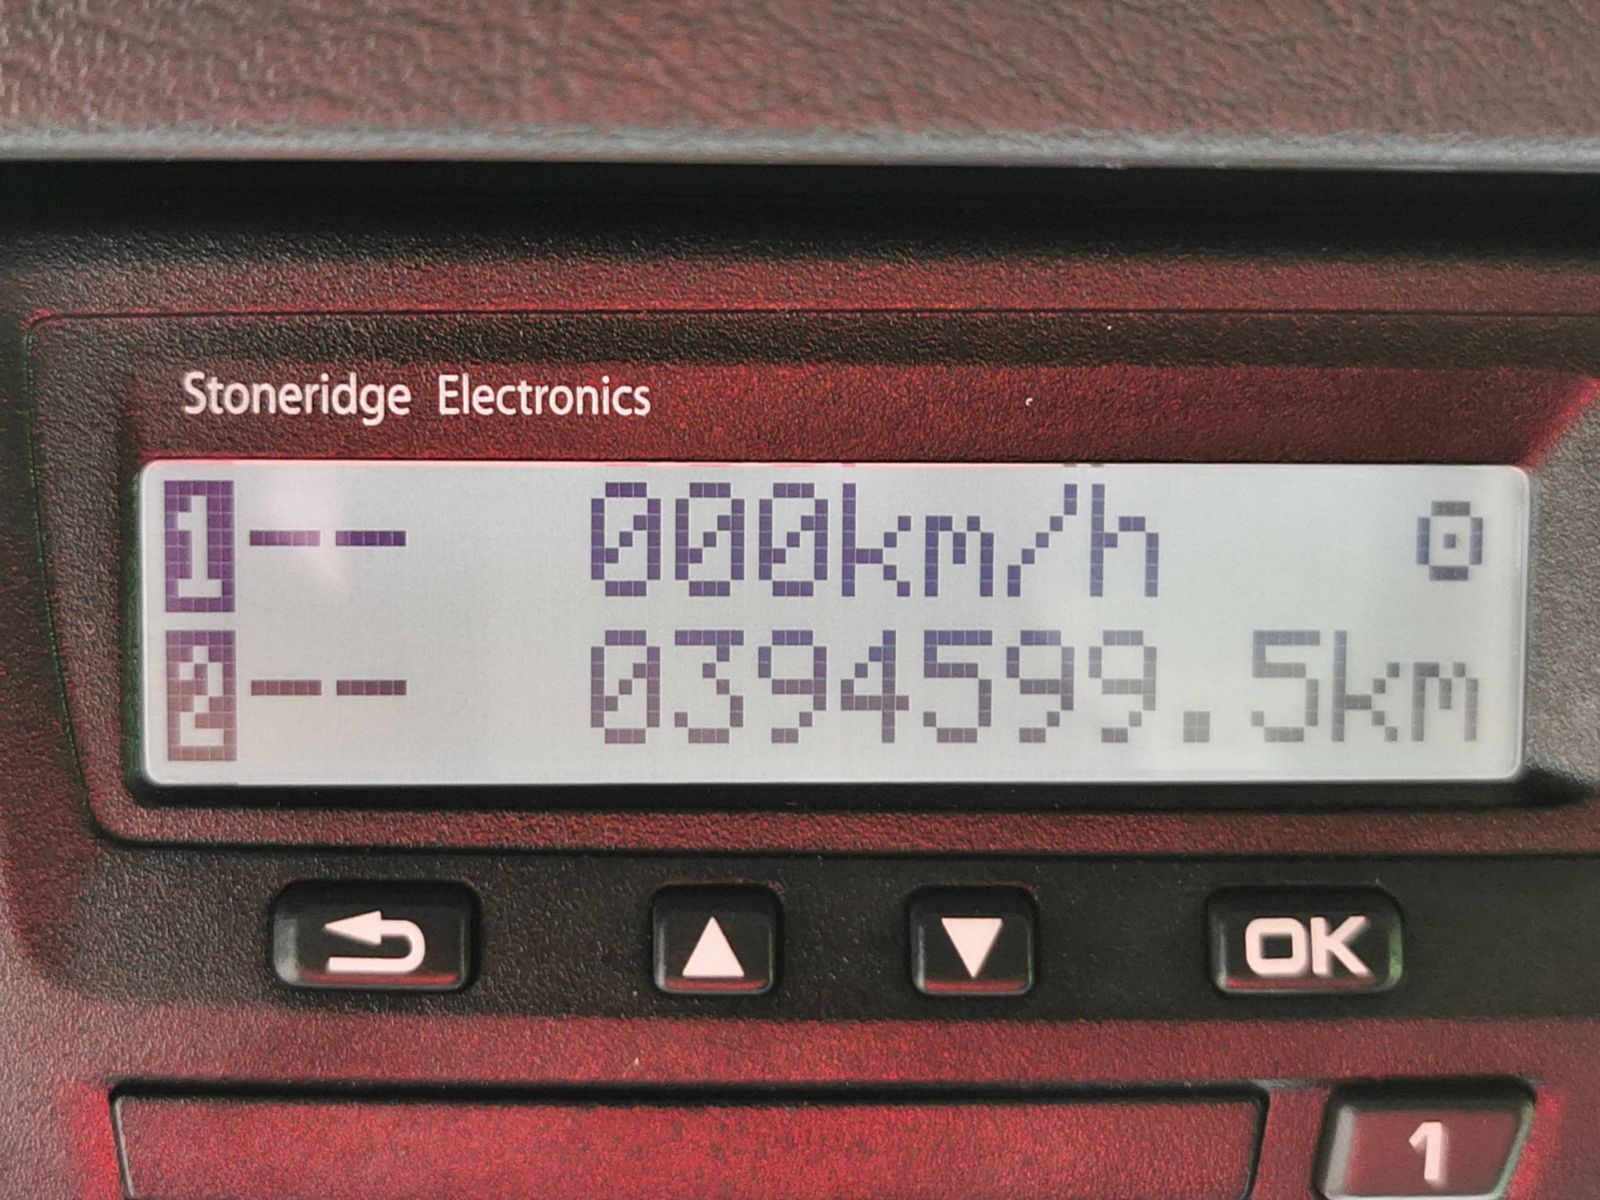 Stoneridge Electronics
1-- 000km/h
2-- 0394599.5km
OK
1